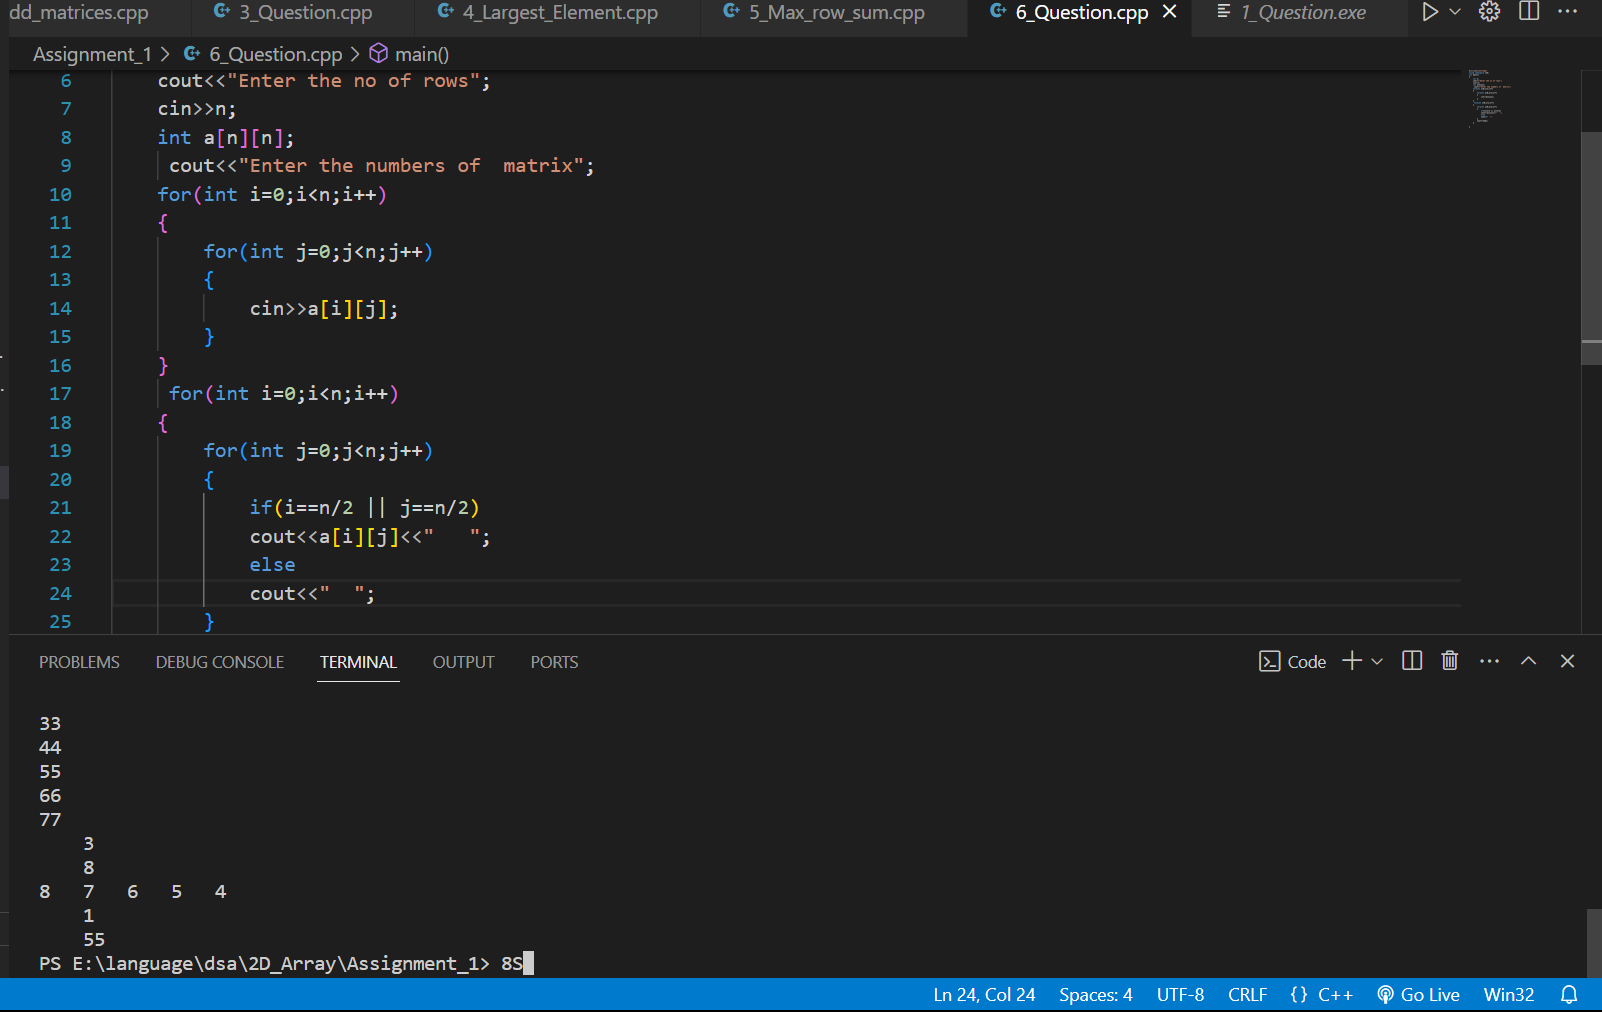 dd_matrices.cpp 3_Question.cpp 4_Largest_Element.cpp 5_Max_row_sum.cpp 6_Question.cpp 1_Question.exe
Assignment_1 > 6_Question.cpp > main()
6 cout<<"Enter the no of rows";
7 cin>>n;
8 int a[n][n];
9 cout<<"Enter the numbers of  matrix";
10 for(int i=0;i<n;i++)
11 {
12 for(int j=0;j<n;j++)
13 {
14 cin>>a[i][j];
15 }
16 }
17 for(int i=0;i<n;i++)
18 {
19 for(int j=0;j<n;j++)
20 {
21 if(i==n/2 || j==n/2)
22 cout<<a[i][j]<<"   ";
23 else
24 cout<<"  ";
25 }
PROBLEMS DEBUG CONSOLE TERMINAL OUTPUT PORTS Code
33
44
55
66
77
3
8
8 7 6 5 4
1
55
PS E:\language\dsa\2D_Array\Assignment_1> 8S
Ln 24, Col 24 Spaces: 4 UTF-8 CRLF {} C++ Go Live Win32